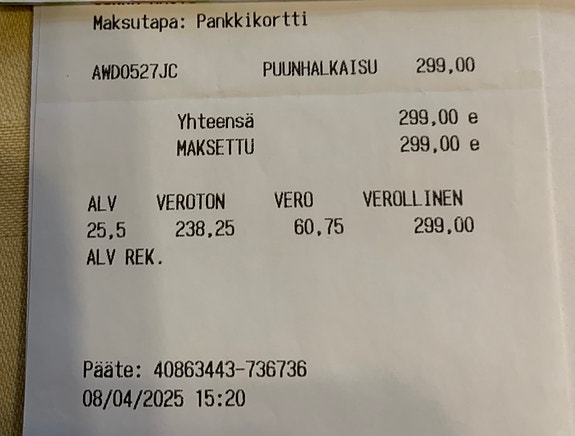 Maksutapa: Pankkikortti
AWD0527JC PUUNHALKAISU 299,00
Yhteensä 299,00 e
MAKSETTU 299,00 e
ALV VEROTON VERO VEROLLINEN
25,5 238,25 60,75 299,00
ALV REK.
Pääte: 40863443-736736
08/04/2025 15:20